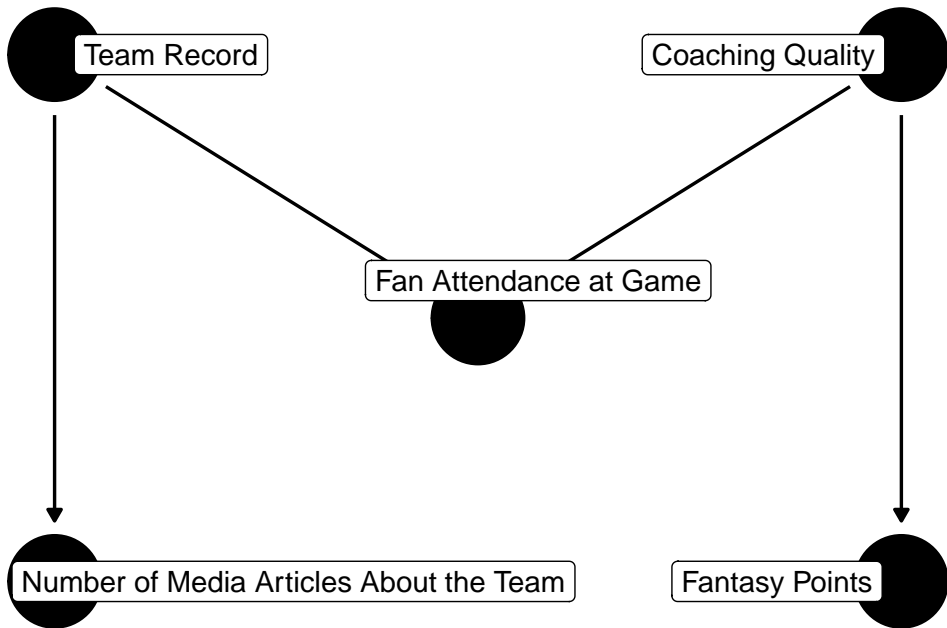 Team Record
Coaching Quality
Fan Attendance at Game
Number of Media Articles About the Team
Fantasy Points